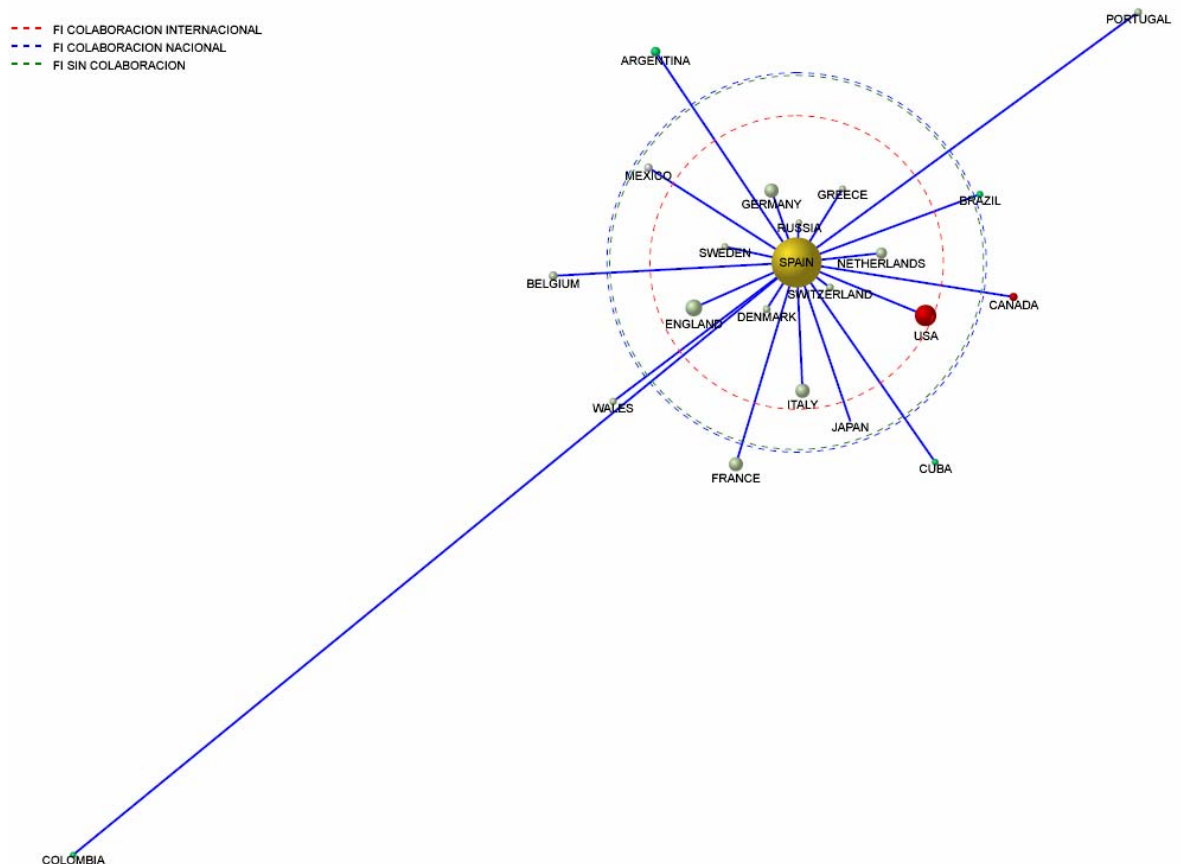 FI COLABORACION INTERNACIONAL
FI COLABORACION NACIONAL
FI SIN COLABORACION
PORTUGAL
ARGENTINA
MEXICO
GERMANY
GREECE
BRAZIL
RUSSIA
SWEDEN
SPAIN
NETHERLANDS
BELGIUM
SWITZERLAND
CANADA
ENGLAND
DENMARK
USA
WALES
ITALY
JAPAN
FRANCE
CUBA
COLOMBIA